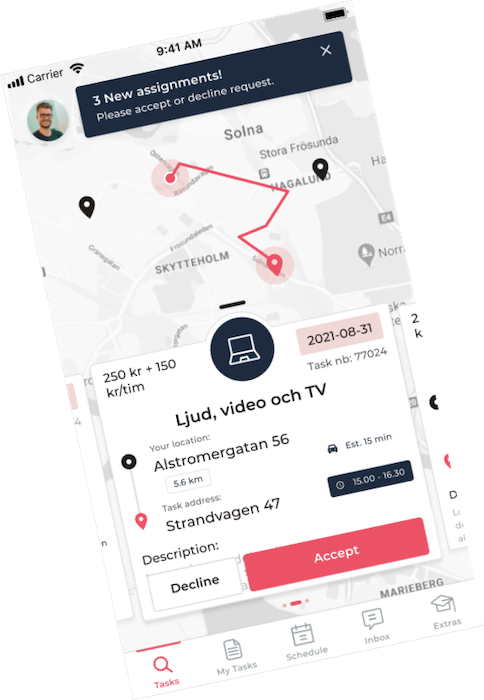 Carrier
9:41 AM
3 New assignments!
Please accept or decline request.
Solna
Stora Frösunda
HAGALUND
Ha
E4
Råsundavägen
Frösundaleden
Granegatan
SKYTTEHOLM
Norra
250 kr + 150
kr/tim
2021-08-31
Task nb: 77024
Ljud, video och TV
Your location:
Alstromergatan 56
Est. 15 min
5.6 km
Task address:
15.00 - 16.30
Strandvagen 47
Description:
Decline
Accept
MARIEBERG
Tasks
My Tasks
Schedule
Inbox
Extras